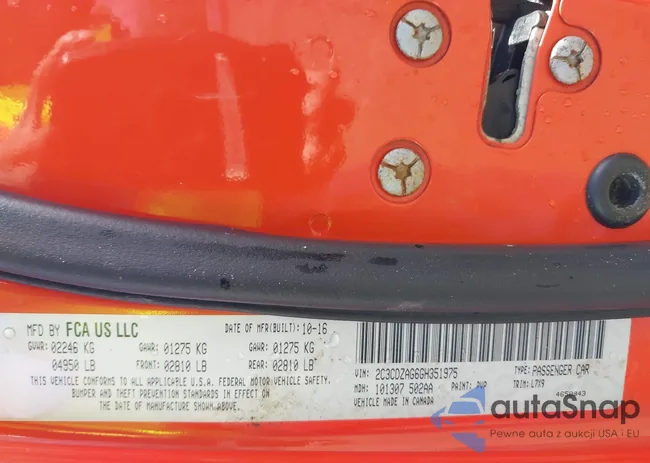 MFD BY FCA US LLC DATE OF MFR(BUILT): 10-16
GVWR: 02246 KG GAWR: 01275 KG GAWR: 01275 KG
04950 LB FRONT: 02810 LB REAR: 02810 LB
THIS VEHICLE CONFORMS TO ALL APPLICABLE U.S.A. FEDERAL MOTOR VEHICLE SAFETY,
BUMPER AND THEFT PREVENTION STANDARDS IN EFFECT ON
THE DATE OF MANUFACTURE SHOWN ABOVE.
VIN: 2C3CDZAG6GH351975 TYPE: PASSENGER CAR
MDH: 101307 502AA PAINT: TRIM: L7X9
VEHICLE MADE IN CANADA
autaSnap
Pewne auta z aukcji USA i EU